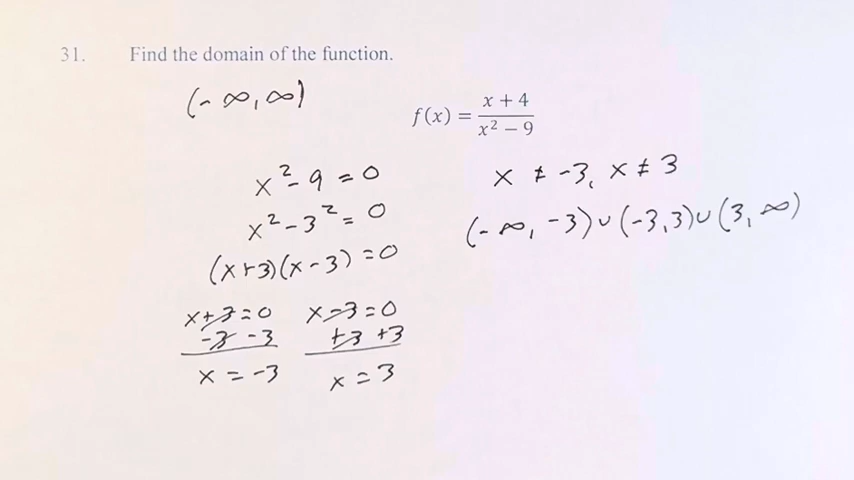 31. Find the domain of the function.
(-∞, ∞)
f(x) = (x + 4)/(x² − 9)
x² - 9 = 0
x² - 3² = 0
(x+3)(x-3) = 0
x+3=0 x-3=0
-3 -3 +3 +3
x = -3 x = 3
x ≠ -3, x ≠ 3
(-∞, -3) ∪ (-3,3) ∪ (3, ∞)